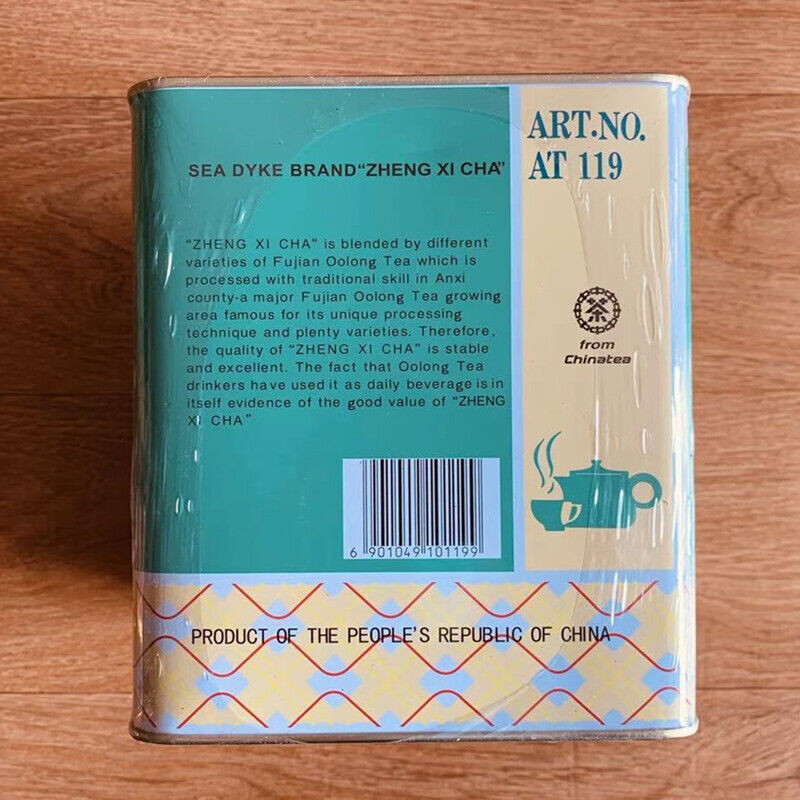 SEA DYKE BRAND“ZHENG XI CHA”
“ZHENG XI CHA” is blended by different
varieties of Fujian Oolong Tea which is
processed with traditional skill in Anxi
county-a major Fujian Oolong Tea growing
area famous for its unique processing
technique and plenty varieties. Therefore,
the quality of “ZHENG XI CHA” is stable
and excellent. The fact that Oolong Tea
drinkers have used it as daily beverage is in
itself evidence of the good value of “ZHENG
XI CHA”
6 901049 101199
ART.NO.
AT 119
茶
from
Chinatea
PRODUCT OF THE PEOPLE'S REPUBLIC OF CHINA